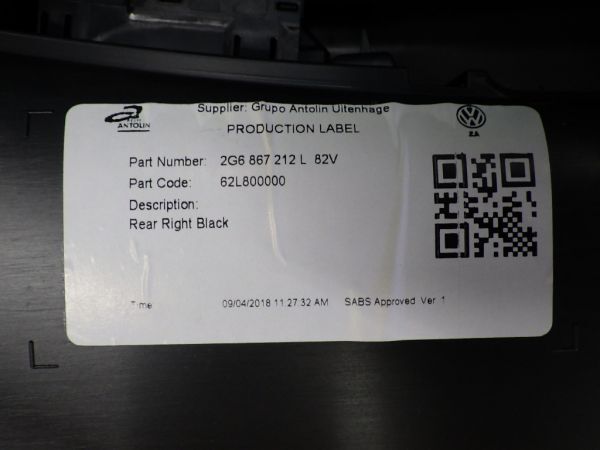 Supplier: Grupo Antolin Uitenhage
ANTOLIN
PRODUCTION LABEL
ZA
Part Number: 2G6 867 212 L 82V
Part Code: 62L800000
Description:
Rear Right Black
Time 09/04/2018 11:27:32 AM SABS Approved Ver 1